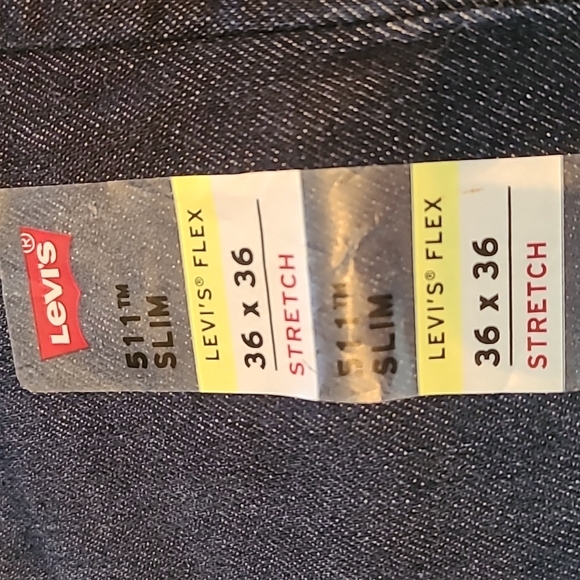 Levi's®
511™
SLIM
LEVI'S® FLEX
36 x 36
STRETCH
511™
SLIM
LEVI'S® FLEX
36 x 36
STRETCH